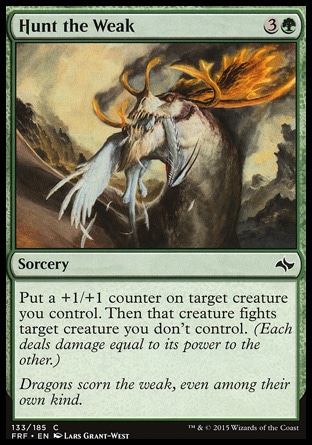 Hunt the Weak 3
Sorcery
Put a +1/+1 counter on target creature
you control. Then that creature fights
target creature you don't control. (Each
deals damage equal to its power to the
other.)
Dragons scorn the weak, even among their
own kind.
133/185 C
FRF • EN Lars Grant-West ™ & © 2015 Wizards of the Coast